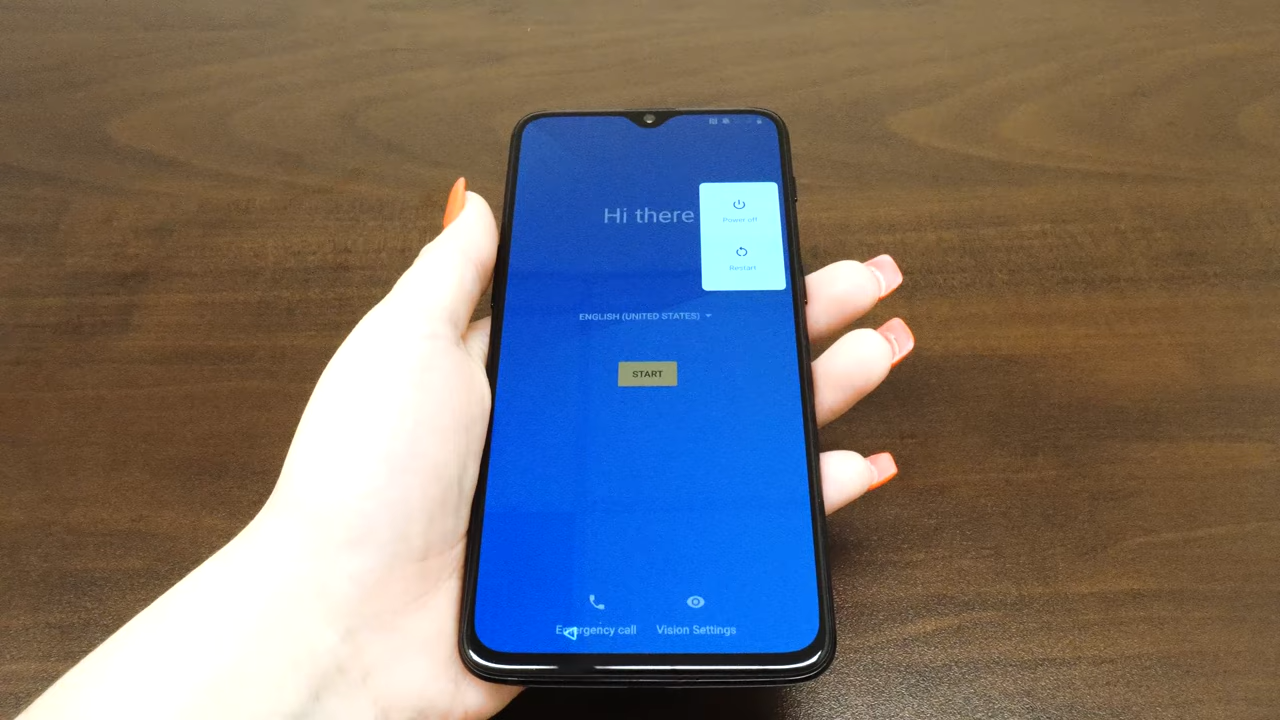 Hi there
Power off
Restart
ENGLISH (UNITED STATES)
START
Emergency call
Vision Settings